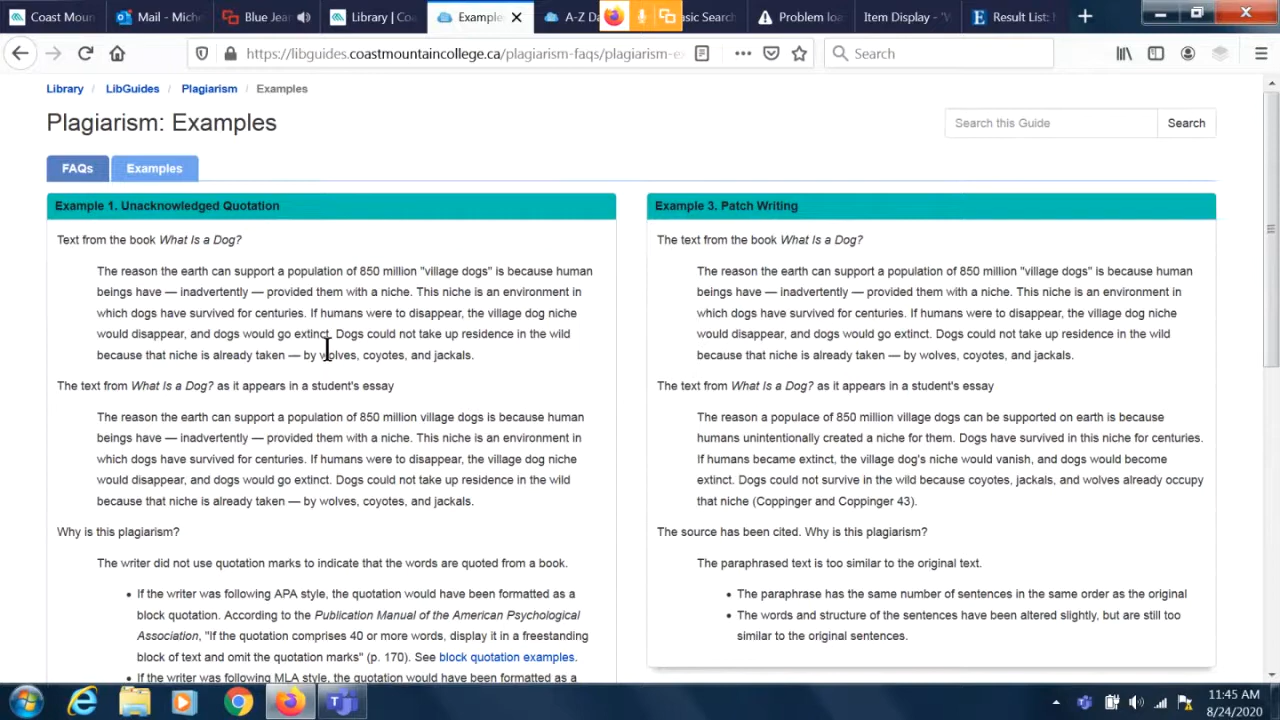 Coast Moun
Mail - Mich
Blue Jear
Library | Coa
Example
A-Z Da
asic Search
Problem loa
Item Display - 'W
Result List:
https://libguides.coastmountaincollege.ca/plagiarism-faqs/plagiarism-e
Search
Library / LibGuides / Plagiarism / Examples
Plagiarism: Examples
Search this Guide
Search
FAQs
Examples
Example 1. Unacknowledged Quotation
Text from the book What Is a Dog?
The reason the earth can support a population of 850 million "village dogs" is because human
beings have — inadvertently — provided them with a niche. This niche is an environment in
which dogs have survived for centuries. If humans were to disappear, the village dog niche
would disappear, and dogs would go extinct. Dogs could not take up residence in the wild
because that niche is already taken — by wolves, coyotes, and jackals.
The text from What Is a Dog? as it appears in a student's essay
The reason the earth can support a population of 850 million village dogs is because human
beings have — inadvertently — provided them with a niche. This niche is an environment in
which dogs have survived for centuries. If humans were to disappear, the village dog niche
would disappear, and dogs would go extinct. Dogs could not take up residence in the wild
because that niche is already taken — by wolves, coyotes, and jackals.
Why is this plagiarism?
The writer did not use quotation marks to indicate that the words are quoted from a book.
• If the writer was following APA style, the quotation would have been formatted as a
block quotation. According to the Publication Manual of the American Psychological
Association, "If the quotation comprises 40 or more words, display it in a freestanding
block of text and omit the quotation marks" (p. 170). See block quotation examples.
• If the writer was following MLA style, the quotation would have been formatted as a
Example 3. Patch Writing
The text from the book What Is a Dog?
The reason the earth can support a population of 850 million "village dogs" is because human
beings have — inadvertently — provided them with a niche. This niche is an environment in
which dogs have survived for centuries. If humans were to disappear, the village dog niche
would disappear, and dogs would go extinct. Dogs could not take up residence in the wild
because that niche is already taken — by wolves, coyotes, and jackals.
The text from What Is a Dog? as it appears in a student's essay
The reason a populace of 850 million village dogs can be supported on earth is because
humans unintentionally created a niche for them. Dogs have survived in this niche for centuries.
If humans became extinct, the village dog's niche would vanish, and dogs would become
extinct. Dogs could not survive in the wild because coyotes, jackals, and wolves already occupy
that niche (Coppinger and Coppinger 43).
The source has been cited. Why is this plagiarism?
The paraphrased text is too similar to the original text.
• The paraphrase has the same number of sentences in the same order as the original
• The words and structure of the sentences have been altered slightly, but are still too
similar to the original sentences.
11:45 AM
8/24/2020